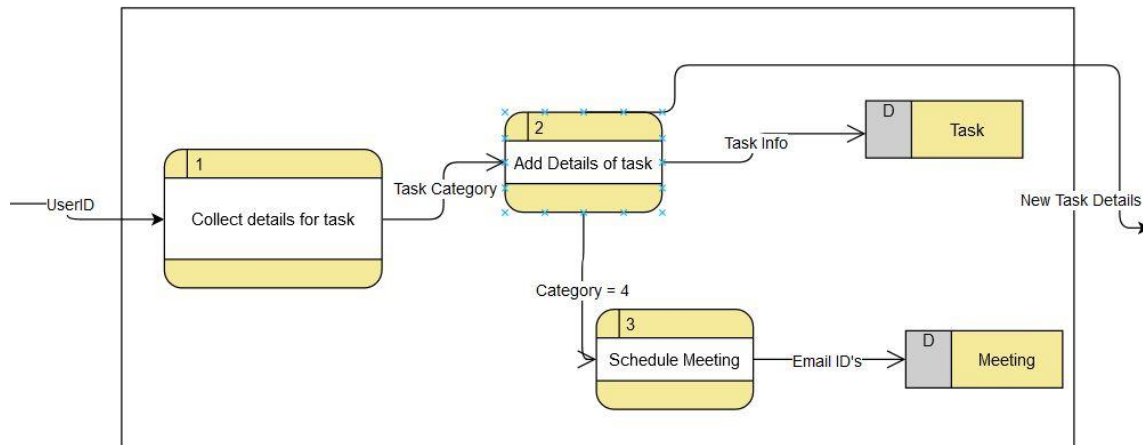 1
Collect details for task
UserID
Task Category
2
Add Details of task
Task Info
D
Task
New Task Details
Category = 4
3
Schedule Meeting
Email ID's
D
Meeting